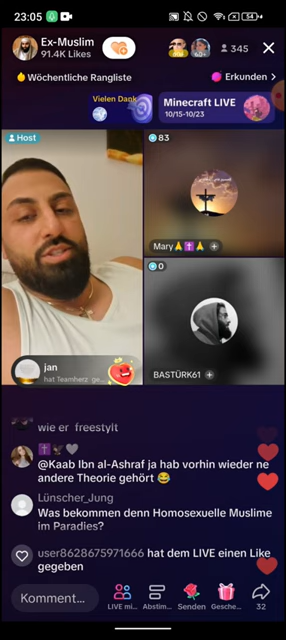 23:05
54
Ex-Muslim
91.4K Likes
345
Wöchentliche Rangliste
Erkunden
Vielen Dank
Minecraft LIVE
10/15-10/23
Host
83
Mary
0
jan
hat Teamherz ge...
BASTÜRK61
wie er freestylt
@Kaab Ibn al-Ashraf ja hab vorhin wieder ne
andere Theorie gehört 😂
Lünscher_Jung
Was bekommen denn Homosexuelle Muslime
im Paradies?
user8628675971666 hat dem LIVE einen Like
gegeben
Komment...
LIVE mi...
Abstim...
Senden
Gesche...
32